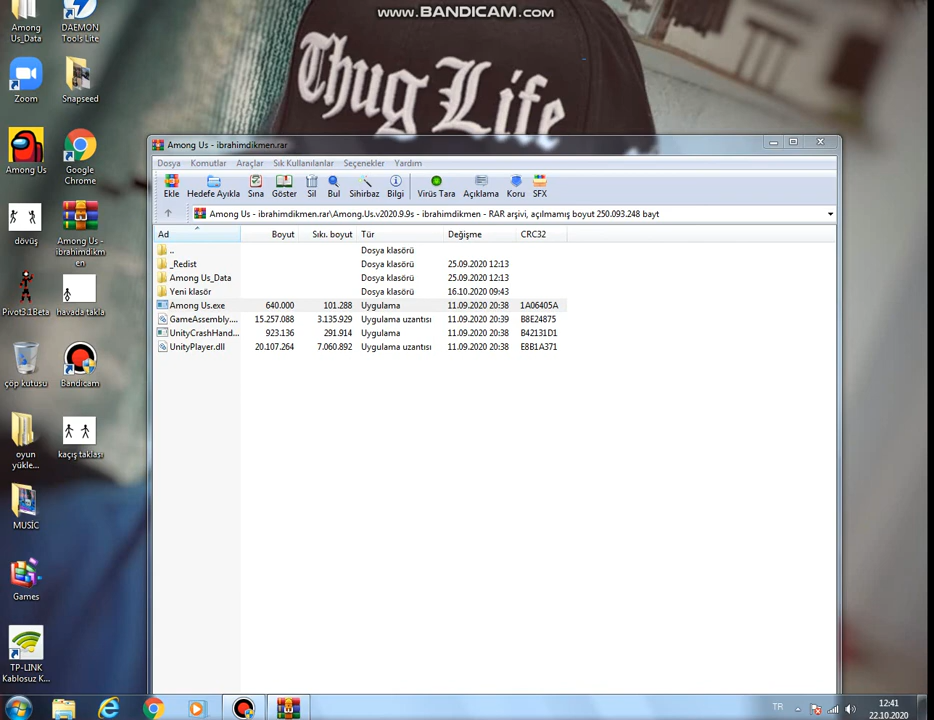 www.BANDICAM.com
Among
Us_Data
DAEMON
Tools Lite
Thug Life
Zoom
Snapseed
Among Us
Google
Chrome
dövüş
Among Us -
ibrahimdikm
en
Pivot3.1Beta
havada takla
çöp kutusu
Bandicam
oyun
yükle...
kaçış taklası
MUSİC
Games
TP-LINK
Kablosuz K...
Among Us - ibrahimdikmen.rar
Dosya Komutlar Araçlar Sık Kullanılanlar Seçenekler Yardım
Ekle Hedefe Ayıkla Sına Göster Sil Bul Sihirbaz Bilgi Virüs Tara Açıklama Koru SFX
Among Us - ibrahimdikmen.rar\Among.Us.v2020.9.9s - ibrahimdikmen - RAR arşivi, açılmamış boyut 250.093.248 bayt
Ad Boyut Sıkı. boyut Tür Değişme CRC32
.. Dosya klasörü
_Redist Dosya klasörü 25.09.2020 12:13
Among Us_Data Dosya klasörü 25.09.2020 12:13
Yeni klasör Dosya klasörü 16.10.2020 09:43
Among Us.exe 640.000 101.288 Uygulama 11.09.2020 20:38 1A06405A
GameAssembly.... 15.257.088 3.135.929 Uygulama uzantısı 11.09.2020 20:39 B8E24875
UnityCrashHand... 923.136 291.914 Uygulama 11.09.2020 20:38 B42131D1
UnityPlayer.dll 20.107.264 7.060.892 Uygulama uzantısı 11.09.2020 20:38 E8B1A371
TR
12:41
22.10.2020